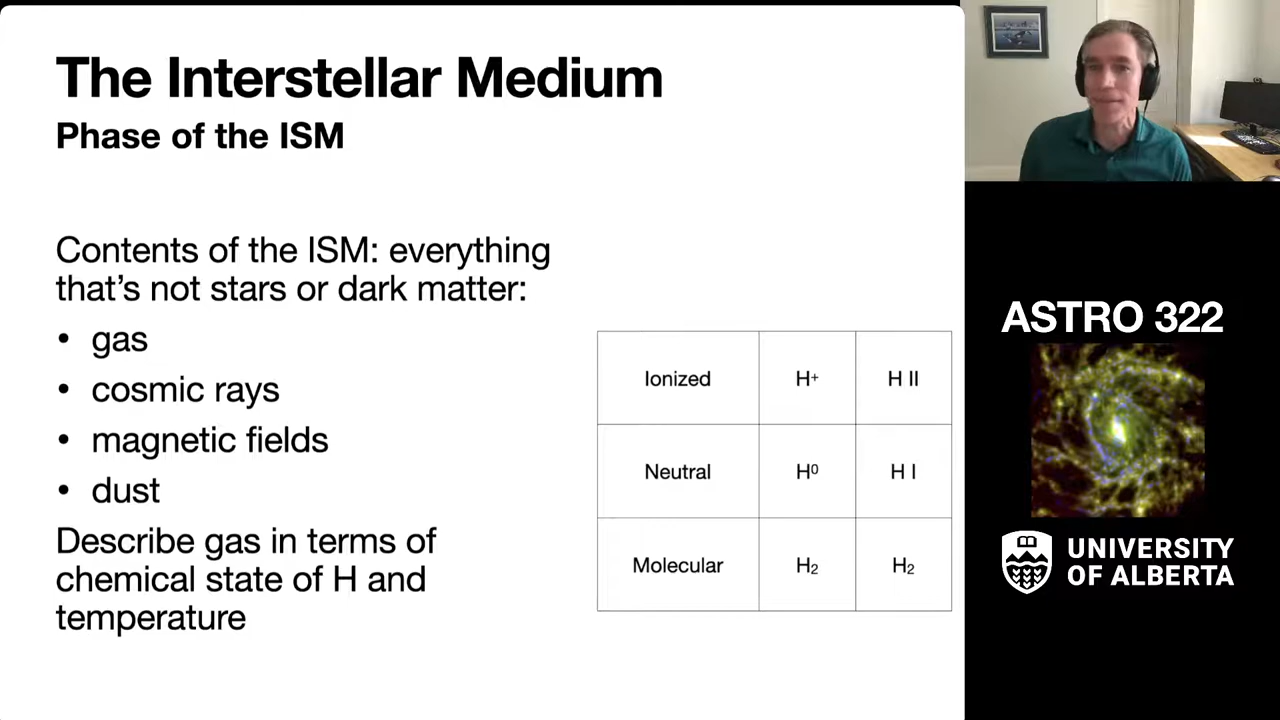 The Interstellar Medium
Phase of the ISM
Contents of the ISM: everything
that’s not stars or dark matter:
• gas
• cosmic rays
• magnetic fields
• dust
Describe gas in terms of
chemical state of H and
temperature
Ionized H⁺ H II
Neutral H⁰ H I
Molecular H₂ H₂
ASTRO 322
UNIVERSITY
OF ALBERTA